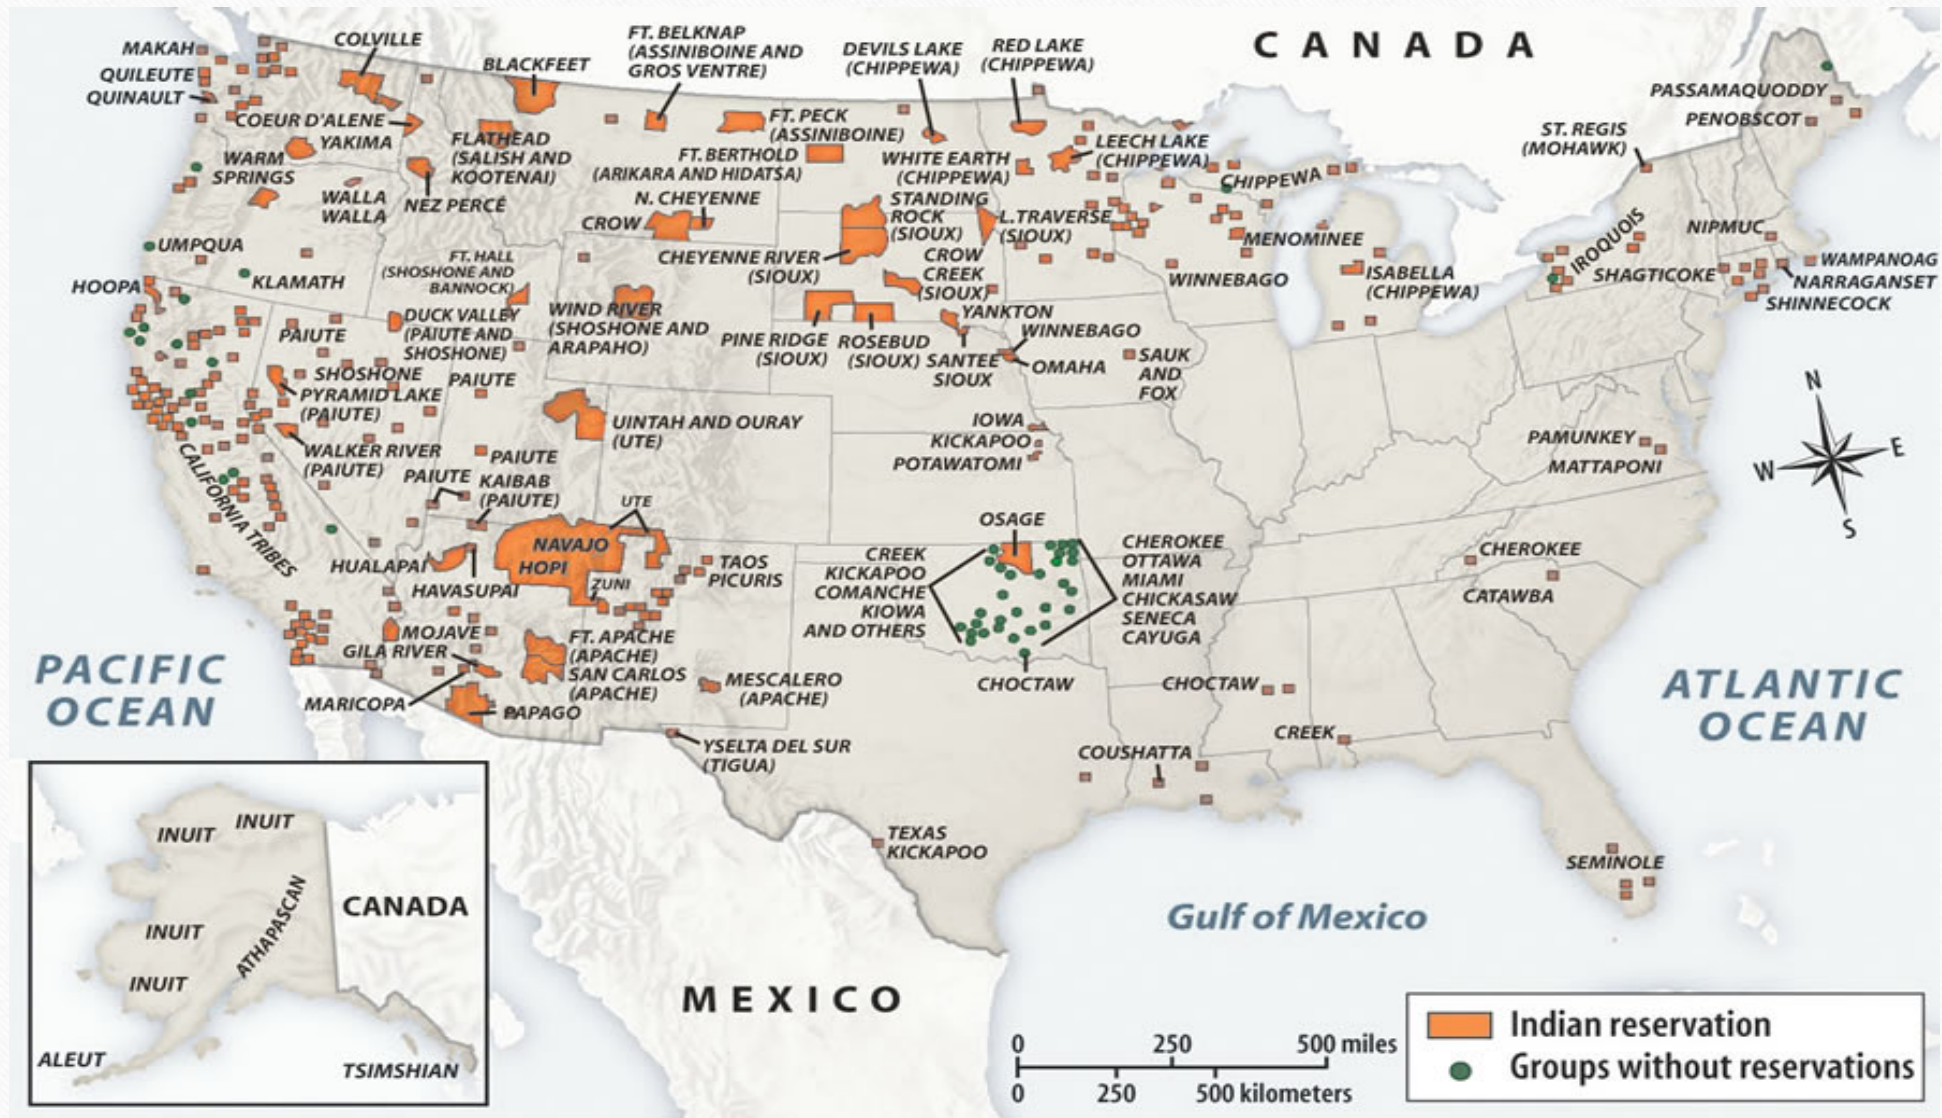 CANADA
MAKAH
QUILEUTE
QUINAULT
COLVILLE
BLACKFEET
FT. BELKNAP
(ASSINIBOINE AND
GROS VENTRE)
DEVILS LAKE
(CHIPPEWA)
RED LAKE
(CHIPPEWA)
PASSAMAQUODDY
PENOBSCOT
COEUR D'ALENE
YAKIMA
FLATHEAD
(SALISH AND
KOOTENAI)
FT. PECK
(ASSINIBOINE)
FT. BERTHOLD
(ARIKARA AND HIDATSA)
WHITE EARTH
(CHIPPEWA)
LEECH LAKE
(CHIPPEWA)
ST. REGIS
(MOHAWK)
CHIPPEWA
WARM
SPRINGS
WALLA
WALLA
NEZ PERCÉ
N. CHEYENNE
CROW
STANDING
ROCK
(SIOUX)
L.TRAVERSE
(SIOUX)
MENOMINEE
IROQUOIS
NIPMUC
UMPQUA
KLAMATH
HOOPA
FT. HALL
(SHOSHONE AND
BANNOCK)
CHEYENNE RIVER
(SIOUX)
CROW
CREEK
(SIOUX)
WINNEBAGO
ISABELLA
(CHIPPEWA)
SHAGTICOKE
WAMPANOAG
NARRAGANSET
SHINNECOCK
PAIUTE
DUCK VALLEY
(PAIUTE AND
SHOSHONE)
WIND RIVER
(SHOSHONE AND
ARAPAHO)
PINE RIDGE
(SIOUX)
ROSEBUD
(SIOUX)
YANKTON
SANTEE
SIOUX
WINNEBAGO
OMAHA
SAUK
AND
FOX
SHOSHONE
PYRAMID LAKE
(PAIUTE)
PAIUTE
UINTAH AND OURAY
(UTE)
IOWA
KICKAPOO
POTAWATOMI
PAMUNKEY
MATTAPONI
N
E
W
S
WALKER RIVER
(PAIUTE)
PAIUTE
PAIUTE
KAIBAB
(PAIUTE)
CALIFORNIA TRIBES
UTE
NAVAJO
HOPI
ZUNI
HUALAPAI
HAVASUPAI
TAOS
PICURIS
OSAGE
CREEK
KICKAPOO
COMANCHE
KIOWA
AND OTHERS
CHEROKEE
OTTAWA
MIAMI
CHICKASAW
SENECA
CAYUGA
CHEROKEE
CATAWBA
MOJAVE
GILA RIVER
MARICOPA
PAPAGO
FT. APACHE
(APACHE)
SAN CARLOS
(APACHE)
MESCALERO
(APACHE)
CHOCTAW
CHOCTAW
CREEK
COUSHATTA
YSELTA DEL SUR
(TIGUA)
TEXAS
KICKAPOO
SEMINOLE
PACIFIC
OCEAN
ATLANTIC
OCEAN
Gulf of Mexico
MEXICO
INUIT
INUIT
INUIT
INUIT
ATHAPASCAN
CANADA
ALEUT
TSIMSHIAN
0 250 500 miles
0 250 500 kilometers
Indian reservation
Groups without reservations